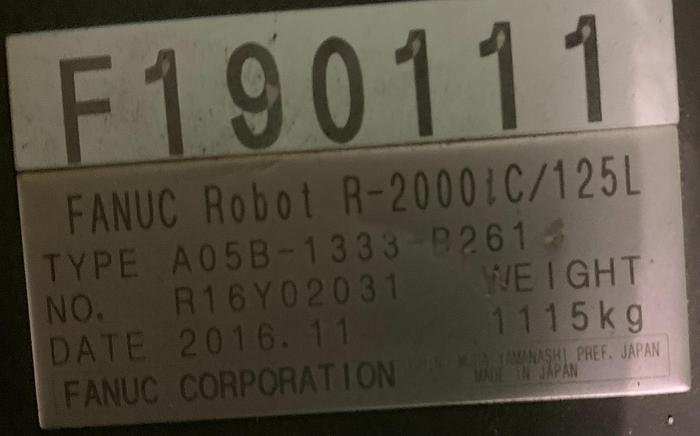 F190111
FANUC Robot R-2000iC/125L
TYPE A05B-1333-B261
NO. R16Y02031 WEIGHT
DATE 2016.11 1115kg
FANUC CORPORATION
YAMANASHI PREF. JAPAN
MADE IN JAPAN